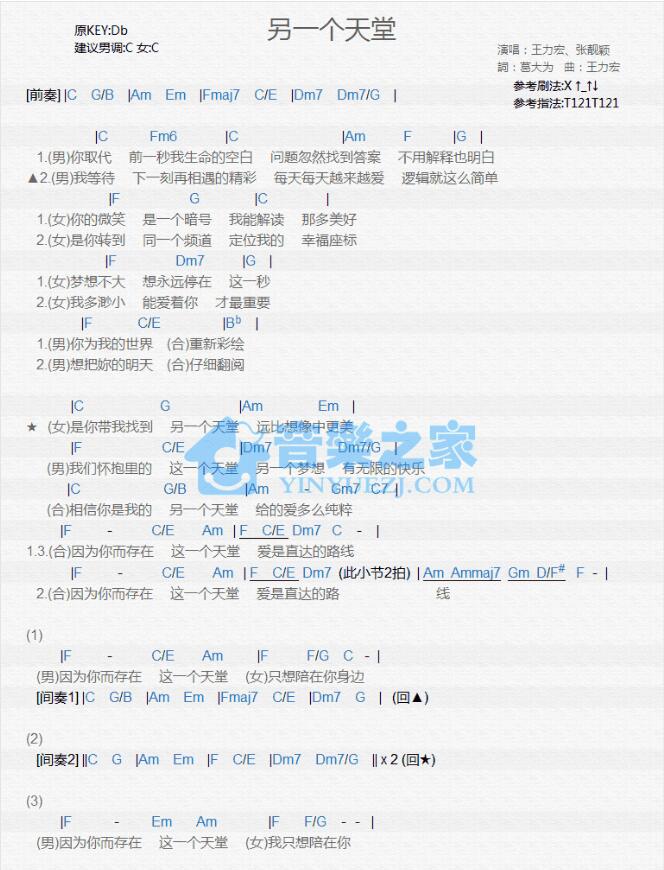 另一个天堂
原KEY:Db
建议男调:C 女:C
演唱：王力宏、张靓颖
詞：葛大为 曲：王力宏
参考刷法:X ↑_↑↓
参考指法:T121T121
[前奏] |C G/B |Am Em |Fmaj7 C/E |Dm7 Dm7/G |
|C Fm6 |C |Am F |G |
1.(男)你取代 前一秒我生命的空白 问题忽然找到答案 不用解释也明白
▲2.(男)我等待 下一刻再相遇的精彩 每天每天越来越爱 逻辑就这么简单
|F G |C |
1.(女)你的微笑 是一个暗号 我能解读 那多美好
2.(女)是你转到 同一个频道 定位我的 幸福座标
|F Dm7 |G |
1.(女)梦想不大 想永远停在 这一秒
2.(女)我多渺小 能爱着你 才最重要
|F C/E |Bb |
1.(男)你为我的世界 (合)重新彩绘
2.(男)想把妳的明天 (合)仔细翻阅
|C G |Am Em |
★ (女)是你带我找到 另一个天堂 远比想像中更美
|F C/E |Dm7 Dm7/G |
(男)我们怀抱里的 这一个天堂 另一个梦想 有无限的快乐
|C G/B |Am - Gm7 C7 |
(合)相信你是我的 另一个天堂 给的爱多么纯粹
|F - C/E Am | F C/E Dm7 C - |
1.3.(合)因为你而存在 这一个天堂 爱是直达的路线
|F - C/E Am | F C/E Dm7 (此小节2拍) | Am Ammaj7 Gm D/F# F - |
2.(合)因为你而存在 这一个天堂 爱是直达的路 线
(1)
|F - C/E Am |F F/G C - |
(男)因为你而存在 这一个天堂 (女)只想陪在你身边
[间奏1] |C G/B |Am Em |Fmaj7 C/E |Dm7 G | (回▲)
(2)
[间奏2] ||C G |Am Em |F C/E |Dm7 Dm7/G || x 2 (回★)
(3)
|F - Em Am |F F/G - - |
(男)因为你而存在 这一个天堂 (女)我只想陪在你
音樂之家
YINYUEZJ.COM